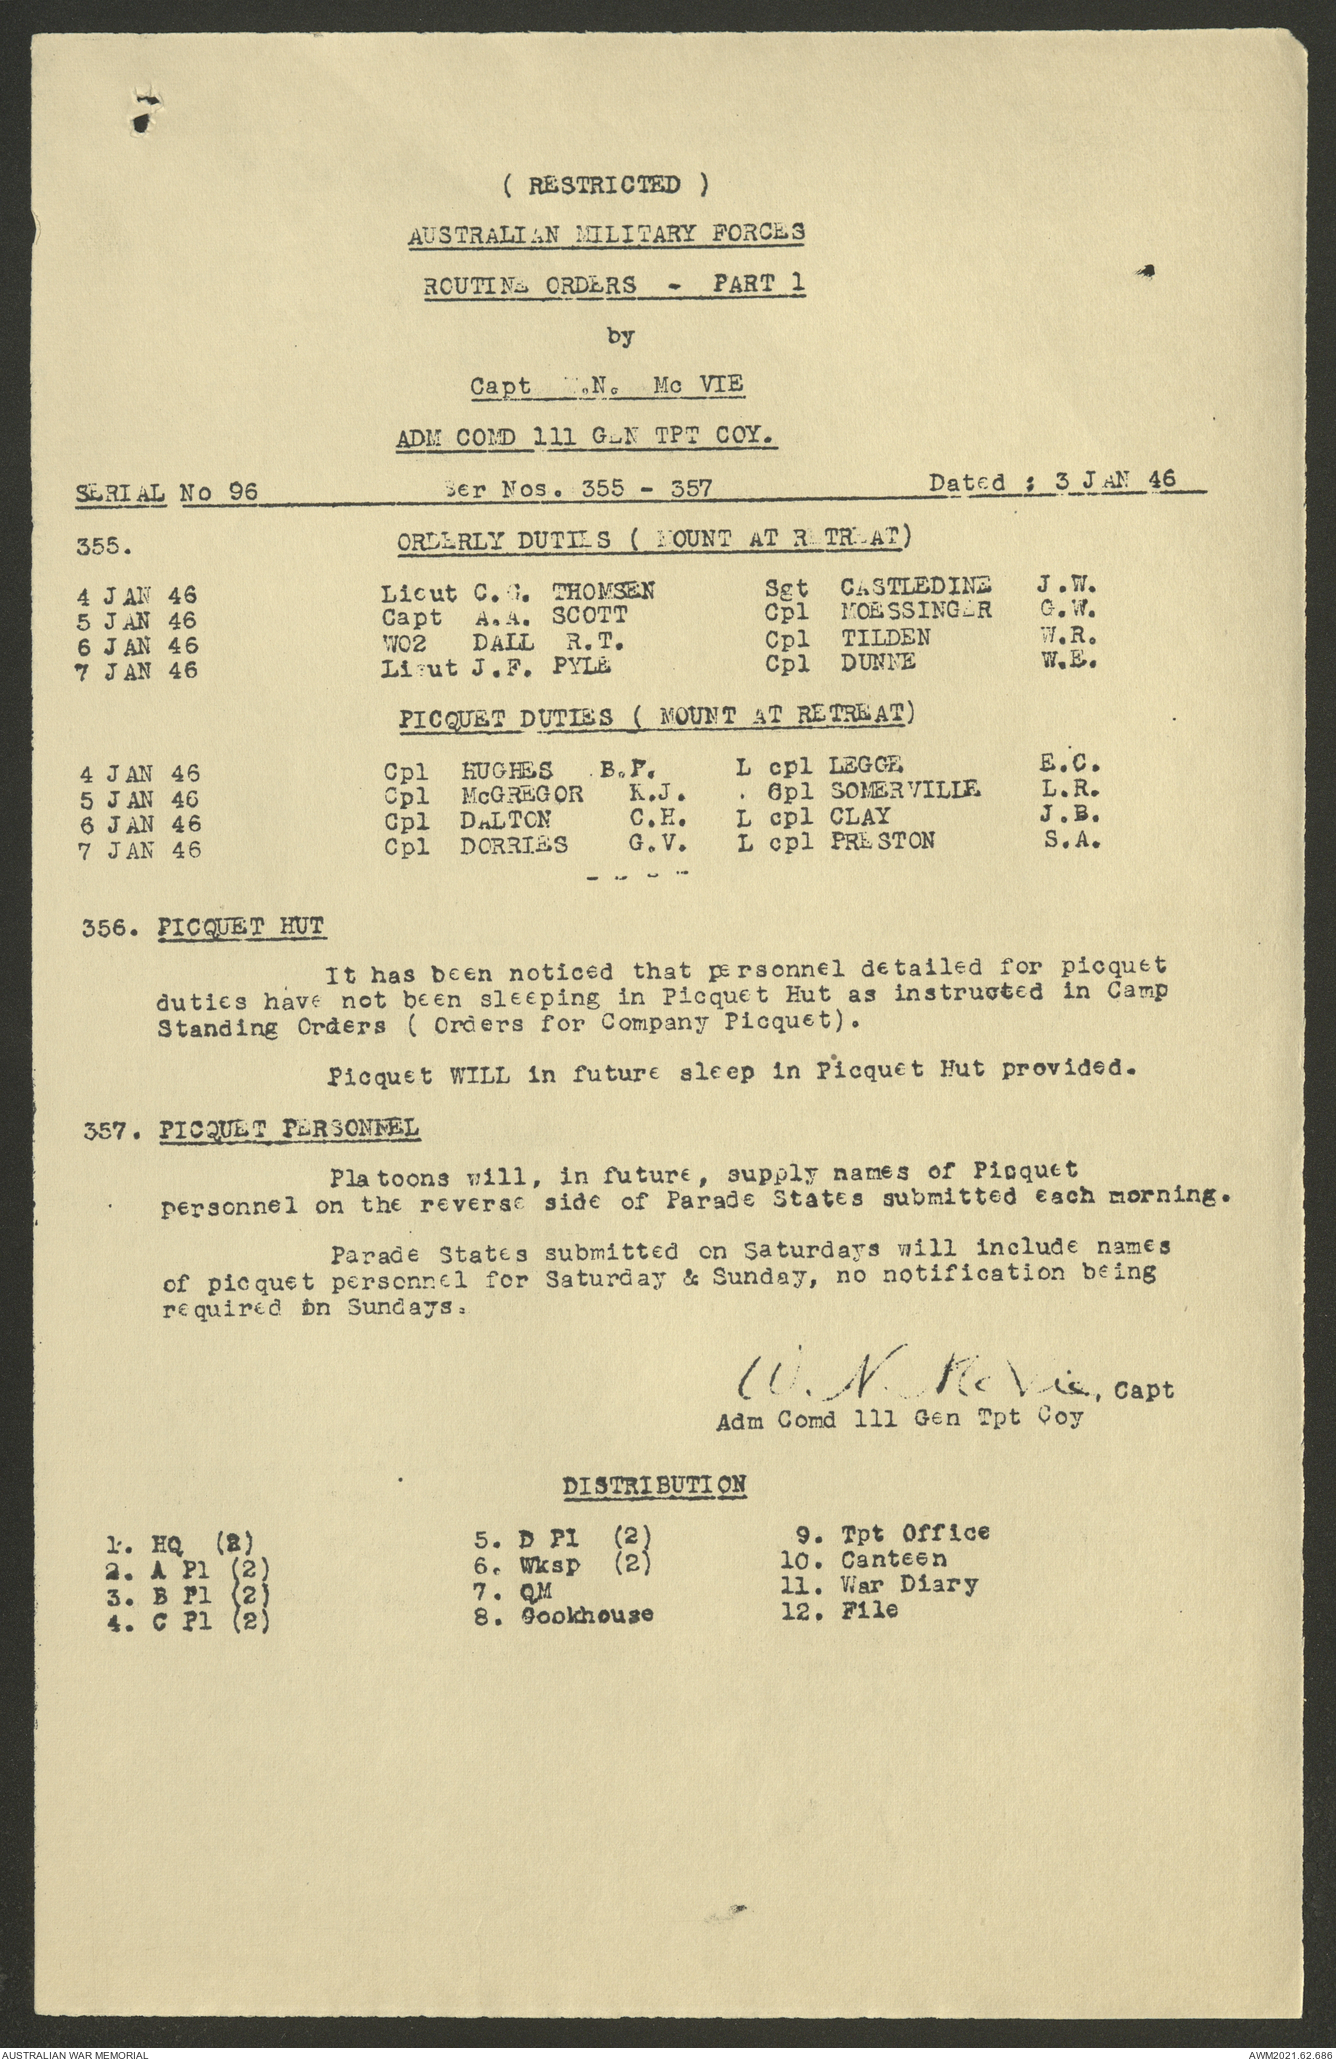 ( RESTRICTED )
AUSTRALIAN MILITARY FORCES
ROUTINE ORDERS - PART 1
by
Capt W.N. Mc VIE
ADM COMD 111 GEN TPT COY.
SERIAL No 96 Ser Nos. 355 - 357 Dated : 3 JAN 46
355. ORDERLY DUTIES ( MOUNT AT RETREAT)
4 JAN 46 Lieut C.G. THOMSEN Sgt CASTLEDINE J.W.
5 JAN 46 Capt A.A. SCOTT Cpl MOESSINGER G.W.
6 JAN 46 WO2 DALL R.T. Cpl TILDEN W.R.
7 JAN 46 Lieut J.F. PYLE Cpl DUNNE W.E.
PICQUET DUTIES ( MOUNT AT RETREAT)
4 JAN 46 Cpl HUGHES B.F. L cpl LEGGE E.C.
5 JAN 46 Cpl McGREGOR K.J. . Cpl SOMERVILLE L.R.
6 JAN 46 Cpl DALTON C.H. L cpl CLAY J.B.
7 JAN 46 Cpl DORRIES G.V. L cpl PRESTON S.A.
- - - -
356. PICQUET HUT
It has been noticed that personnel detailed for picquet
duties have not been sleeping in Picquet Hut as instructed in Camp
Standing Orders ( Orders for Company Picquet).
Picquet WILL in future sleep in Picquet Hut provided.
357. PICQUET PERSONNEL
Platoons will, in future, supply names of Picquet
personnel on the reverse side of Parade States submitted each morning.
Parade States submitted on Saturdays will include names
of picquet personnel for Saturday & Sunday, no notification being
required on Sundays.
W. N. Mc Vie, Capt
Adm Comd 111 Gen Tpt Coy
DISTRIBUTION
1. HQ (2) 5. D Pl (2) 9. Tpt Office
2. A Pl (2) 6. Wksp (2) 10. Canteen
3. B Pl (2) 7. QM 11. War Diary
4. C Pl (2) 8. Cookhouse 12. File
AUSTRALIAN WAR MEMORIAL AWM2021.62.686